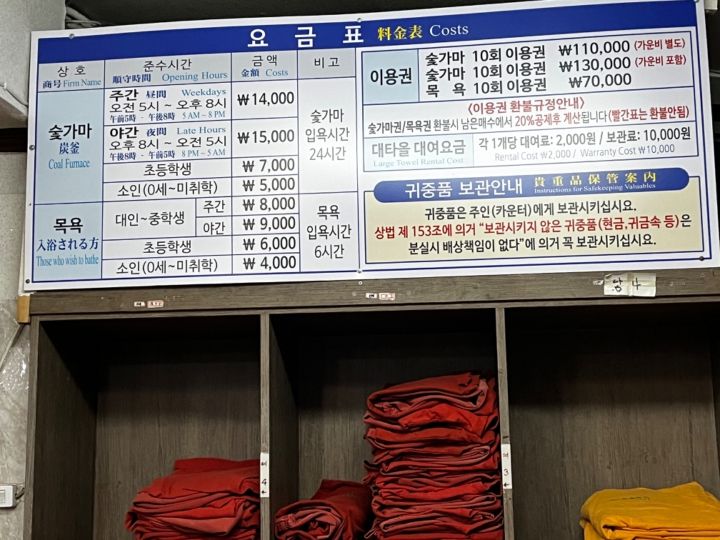 요 금 표 料金表 Costs
상 호
商号 Firm Name
준수시간
順守時間 Opening Hours
금 액
金額 Costs
비 고
숯가마
炭釜
Coal Furnace
주간 昼間 Weekdays
오전 5시 ~ 오후 8시
午前5時 - 午後8時 5 AM ~ 8 PM
₩14,000
야간 夜間 Late Hours
오후 8시 ~ 오전 5시
午後8時 - 午前5時 8 PM ~ 5 AM
₩15,000
초등학생 ₩ 7,000
소인(0세~미취학) ₩ 5,000
숯가마
입욕시간
24시간
목욕
入浴される方
Those who wish to bathe
대인~중학생
주간 ₩ 8,000
야간 ₩ 9,000
초등학생 ₩ 6,000
소인(0세~미취학) ₩ 4,000
목욕
입욕시간
6시간
이용권
숯가마 10회 이용권 ₩110,000 (가운비 별도)
숯가마 10회 이용권 ₩130,000 (가운비 포함)
목 욕 10회 이용권 ₩70,000
<이용권 환불규정안내>
숯가마권/목욕권 환불시 남은매수에서 20%공제후 계산됩니다(빨간표는 환불안됨)
대타올 대여요금
Large Towel Rental Cost
각 1개당 대여료: 2,000원 / 보관료: 10,000원
Rental Cost ₩2,000 / Warranty Cost ₩10,000
귀중품 보관안내 貴重品保管案内
Instructions for Safekeeping Valuables
귀중품은 주인(카운터)에게 보관시키십시요.
상법 제 153조에 의거 "보관시키지 않은 귀중품(현금,귀금속 등)은
분실시 배상책임이 없다"에 의거 꼭 보관시키십시요.
4
3